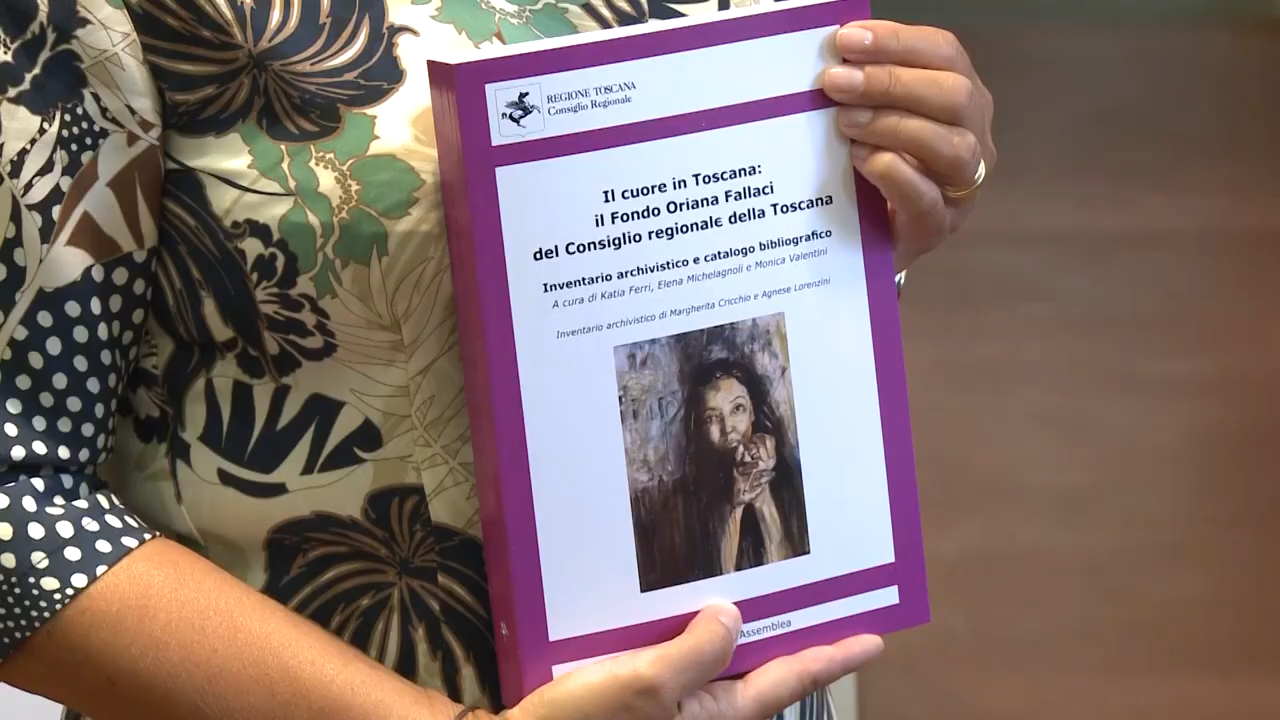 REGIONE TOSCANA
Consiglio Regionale
Il cuore in Toscana:
il Fondo Oriana Fallaci
del Consiglio regionale della Toscana
Inventario archivistico e catalogo bibliografico
A cura di Katia Ferri, Elena Michelagnoli e Monica Valentini
Inventario archivistico di Margherita Cricchio e Agnese Lorenzini
Assemblea